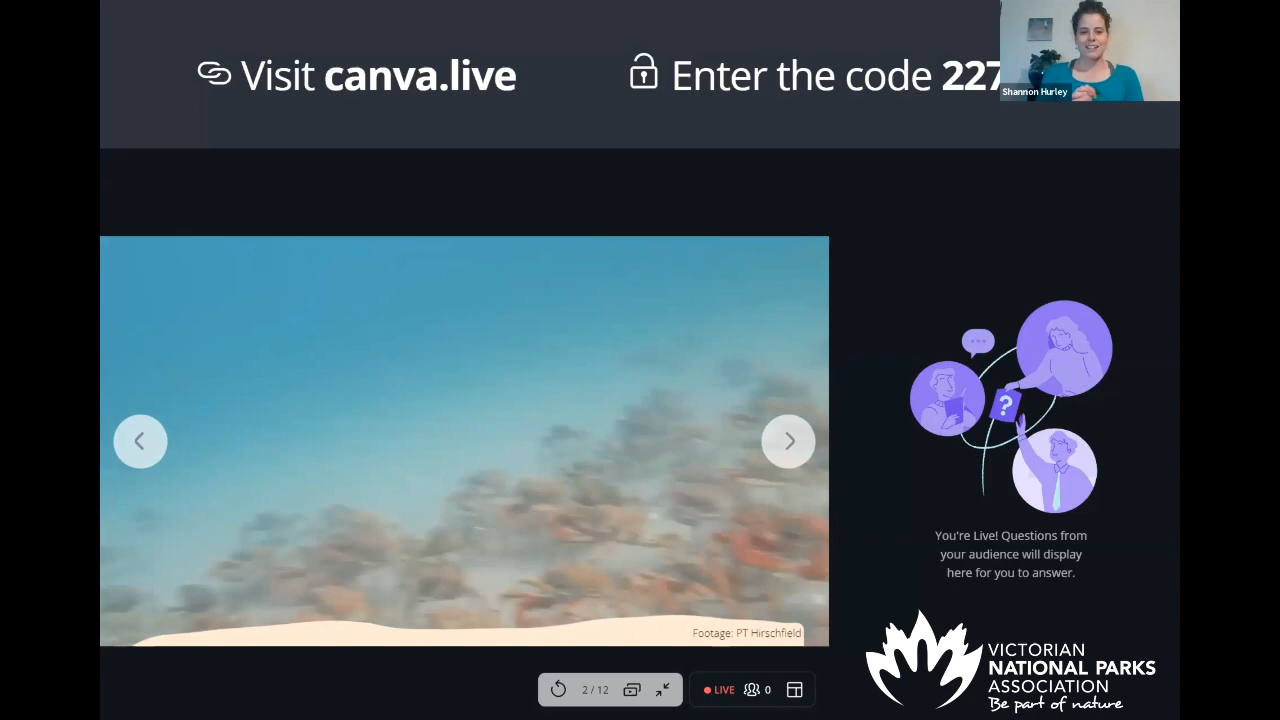 Visit canva.live
Enter the code 227
Shannon Hurley
?
You're Live! Questions from
your audience will display
here for you to answer.
Footage: PT Hirschfield
2 / 12
LIVE
0
VICTORIAN
NATIONAL PARKS
ASSOCIATION
Be part of nature